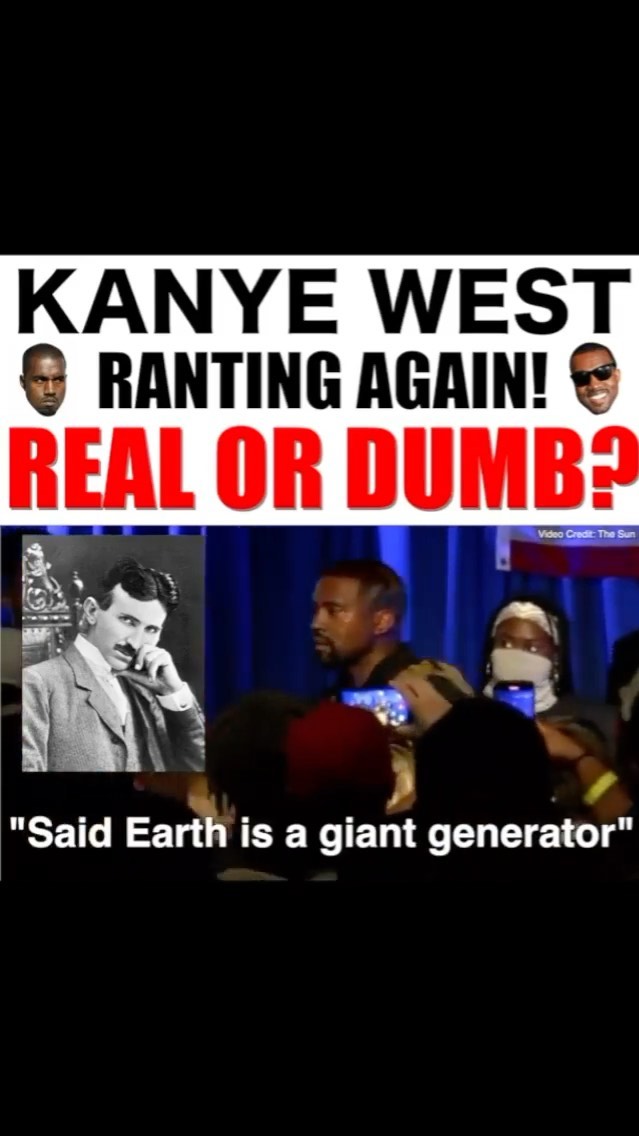 KANYE WEST
RANTING AGAIN!
REAL OR DUMB?
Video Credit: The Sun
"Said Earth is a giant generator"